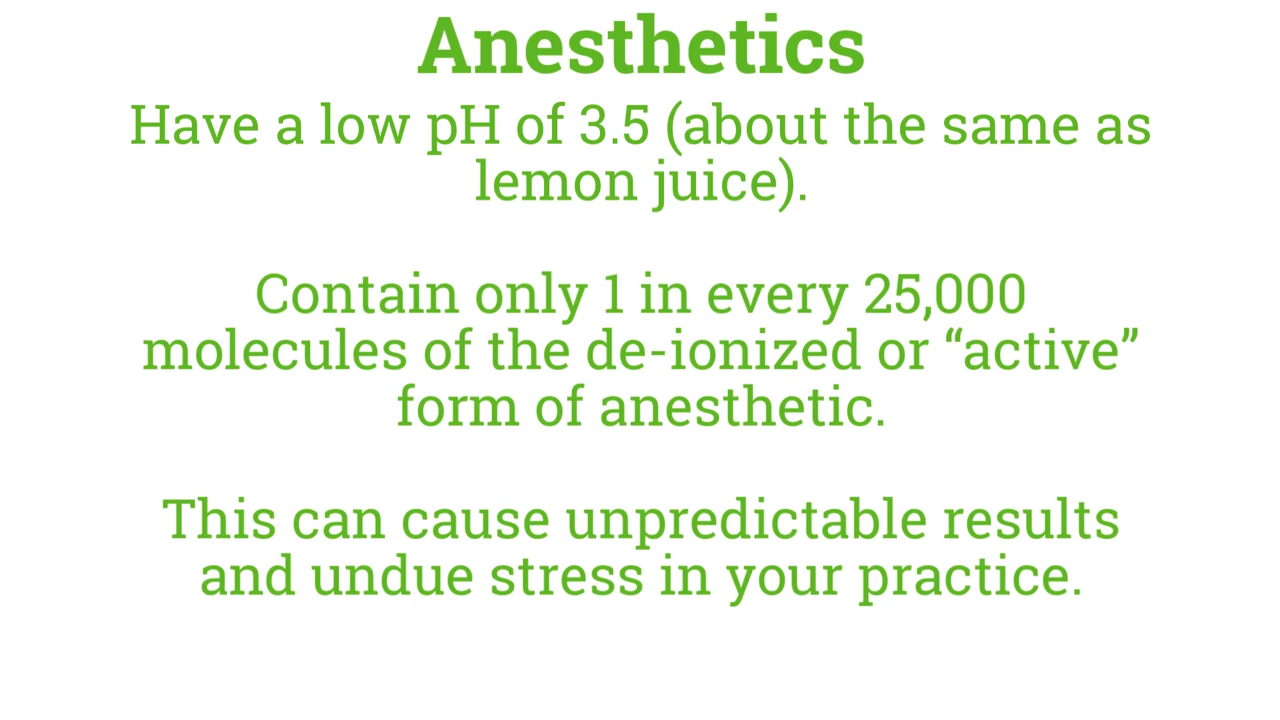 Anesthetics
Have a low pH of 3.5 (about the same as
lemon juice).
Contain only 1 in every 25,000
molecules of the de-ionized or “active”
form of anesthetic.
This can cause unpredictable results
and undue stress in your practice.